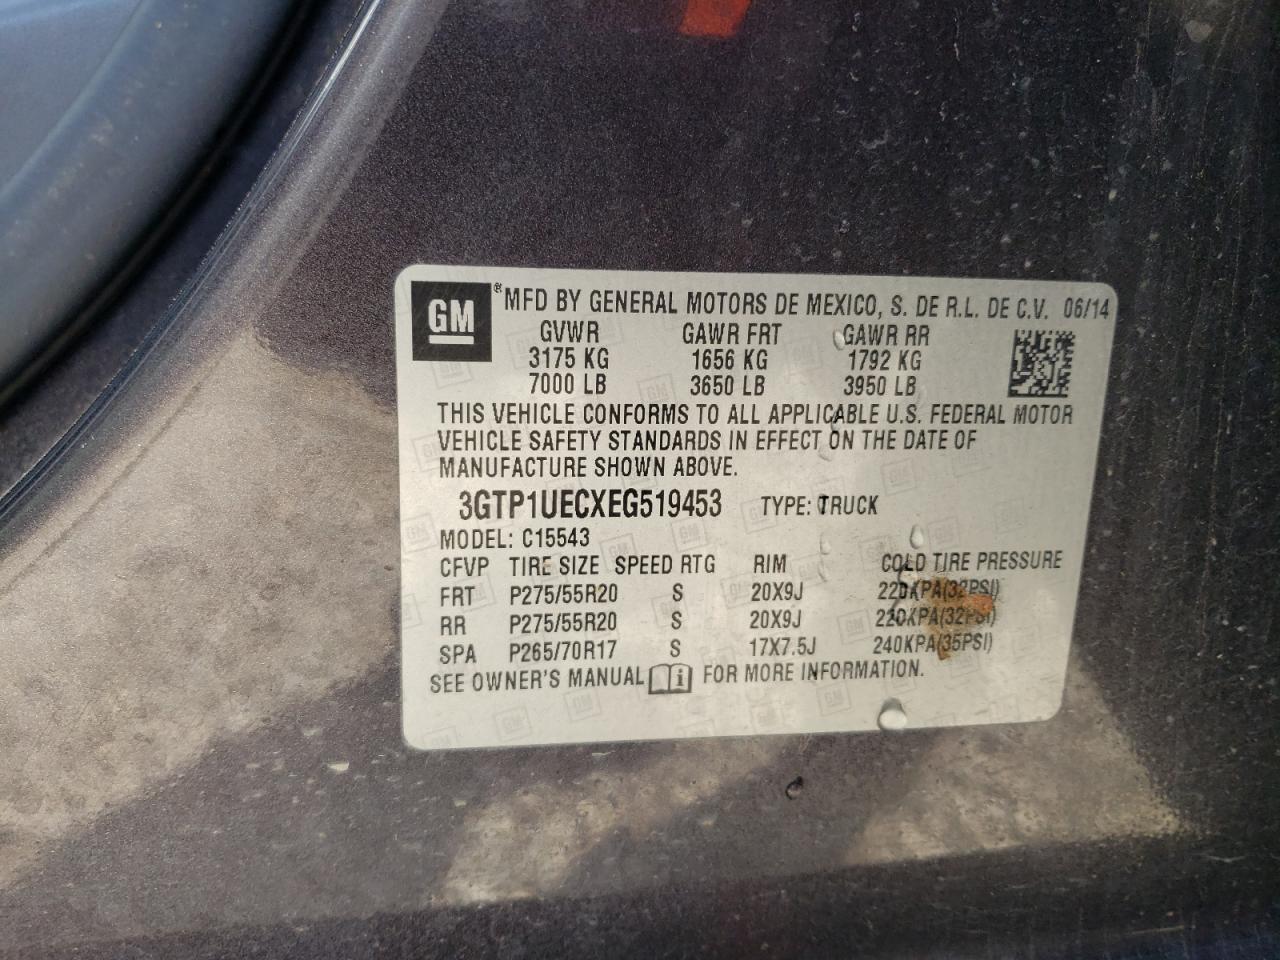 GM ® MFD BY GENERAL MOTORS DE MEXICO, S. DE R.L. DE C.V. 06/14
GVWR GAWR FRT GAWR RR
3175 KG 1656 KG 1792 KG
7000 LB 3650 LB 3950 LB
THIS VEHICLE CONFORMS TO ALL APPLICABLE U.S. FEDERAL MOTOR
VEHICLE SAFETY STANDARDS IN EFFECT ON THE DATE OF
MANUFACTURE SHOWN ABOVE.
3GTP1UECXEG519453 TYPE: TRUCK
MODEL: C15543
CFVP TIRE SIZE SPEED RTG RIM COLD TIRE PRESSURE
FRT P275/55R20 S 20X9J 220KPA(32PSI)
RR P275/55R20 S 20X9J 220KPA(32PSI)
SPA P265/70R17 S 17X7.5J 240KPA(35PSI)
SEE OWNER'S MANUAL i FOR MORE INFORMATION.